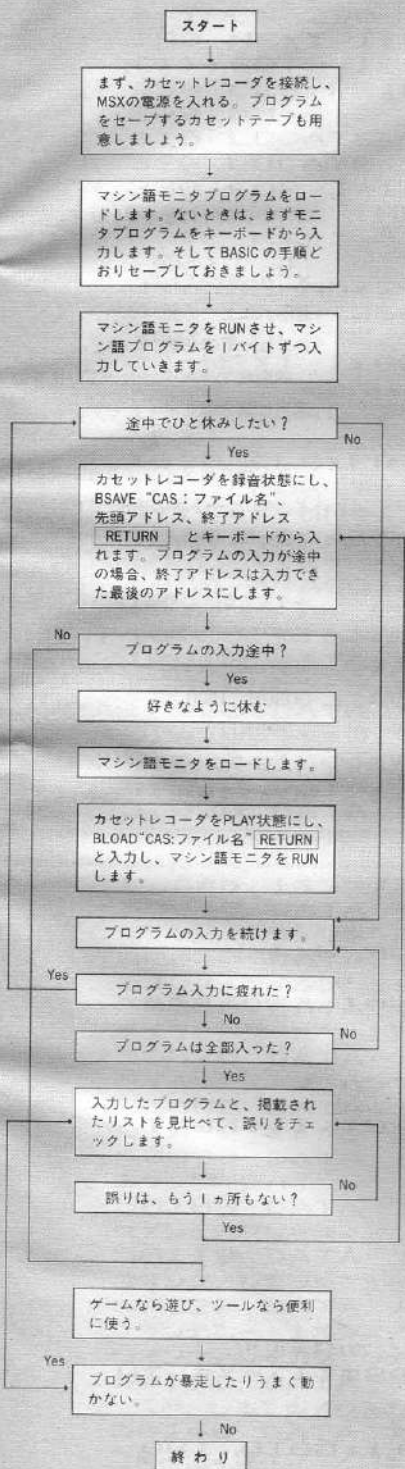 スタート
まず、カセットレコーダを接続し、
MSXの電源を入れる。プログラム
をセーブするカセットテープも用
意しましょう。
マシン語モニタプログラムをロー
ドします。ないときは、まずモニ
タプログラムをキーボードから入
力します。そして BASIC の手順ど
おりセーブしておきましょう。
マシン語モニタをRUNさせ、マシ
ン語プログラムを1バイトずつ入
力していきます。
途中でひと休みしたい?
No
Yes
カセットレコーダを録音状態にし、
BSAVE "CAS:ファイル名"、
先頭アドレス、終了アドレス
RETURN とキーボードから入
れます。プログラムの入力が途中
の場合、終了アドレスは入力でき
た最後のアドレスにします。
No
プログラムの入力途中?
Yes
好きなように休む
マシン語モニタをロードします。
カセットレコーダをPLAY状態にし、
BLOAD"CAS:ファイル名" RETURN
と入力し、マシン語モニタをRUN
します。
プログラムの入力を続けます。
Yes
プログラム入力に疲れた?
No
プログラムは全部入った?
No
Yes
入力したプログラムと、掲載され
たリストを見比べて、誤りをチェ
ックします。
誤りは、もう1ヵ所もない?
No
Yes
ゲームなら遊び、ツールなら便利
に使う。
Yes
プログラムが暴走したりうまく動
かない。
No
終わり